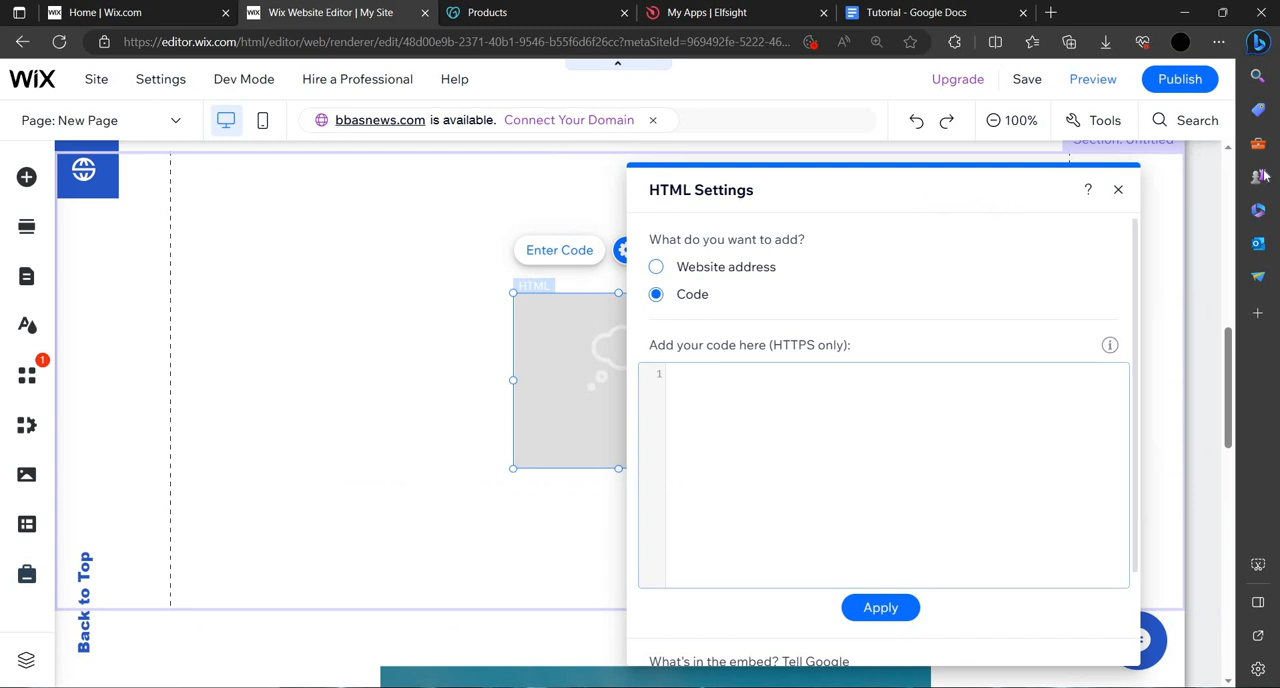 Home | Wix.com
Wix Website Editor | My Site
Products
My Apps | Elfsight
Tutorial - Google Docs
https://editor.wix.com/html/editor/web/renderer/edit/48d00e9b-2371-40b1-9546-b55f6d6f26cc?metaSiteId=969492fe-5222-46...
WiX
Site
Settings
Dev Mode
Hire a Professional
Help
Upgrade
Save
Preview
Publish
Page: New Page
bbasnews.com is available. Connect Your Domain
100%
Tools
Search
Section: Untitled
HTML Settings
?
What do you want to add?
Website address
Code
Enter Code
HTML
1
Add your code here (HTTPS only):
1
Apply
What's in the embed? Tell Google
Back to Top